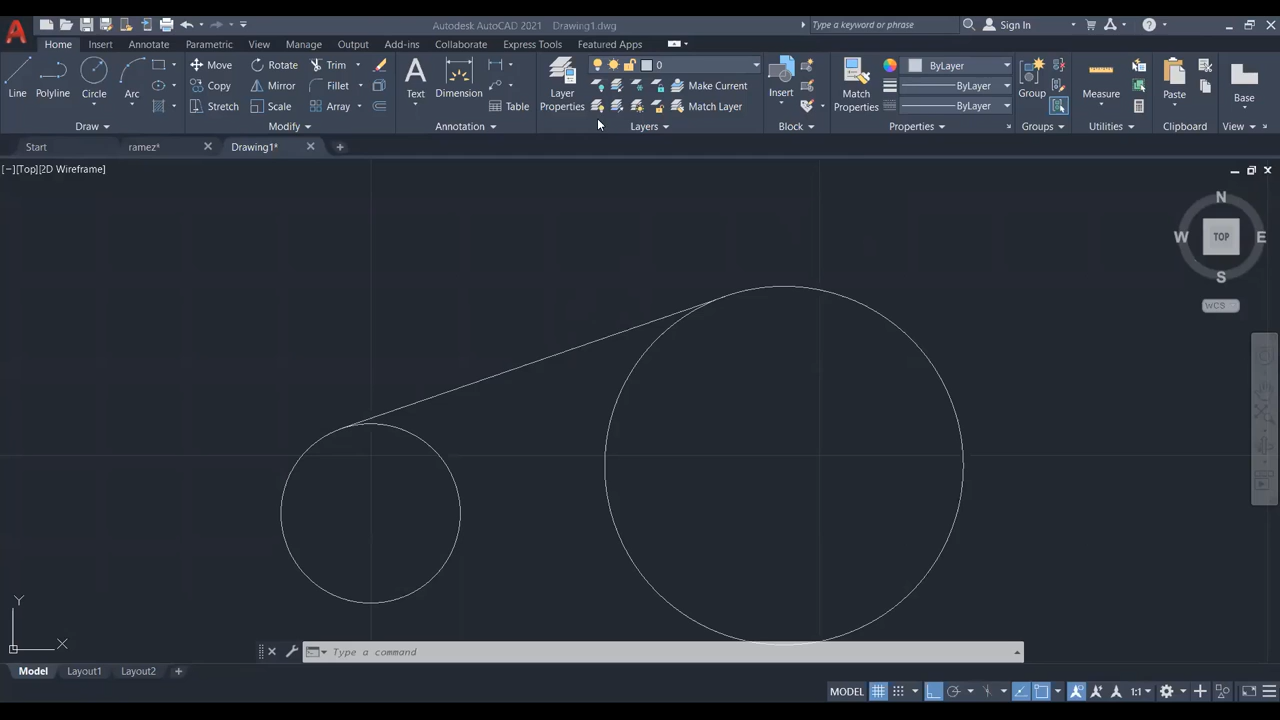 Autodesk AutoCAD 2021 Drawing1.dwg Type a keyword or phrase Sign In
Home Insert Annotate Parametric View Manage Output Add-ins Collaborate Express Tools Featured Apps
Line Polyline Circle Arc
Move Rotate Trim
Copy Mirror Fillet
Stretch Scale Array
Text Dimension Table
Layer Properties
0
Make Current
Match Layer
Insert
Match Properties
ByLayer
ByLayer
ByLayer
Group
Measure
Paste
Base
Draw Modify Annotation Layers Block Properties Groups Utilities Clipboard View
Start ramez* Drawing1*
[−][Top][2D Wireframe]
N
W TOP E
S
WCS
Y
X
Type a command
Model Layout1 Layout2
MODEL 1:1